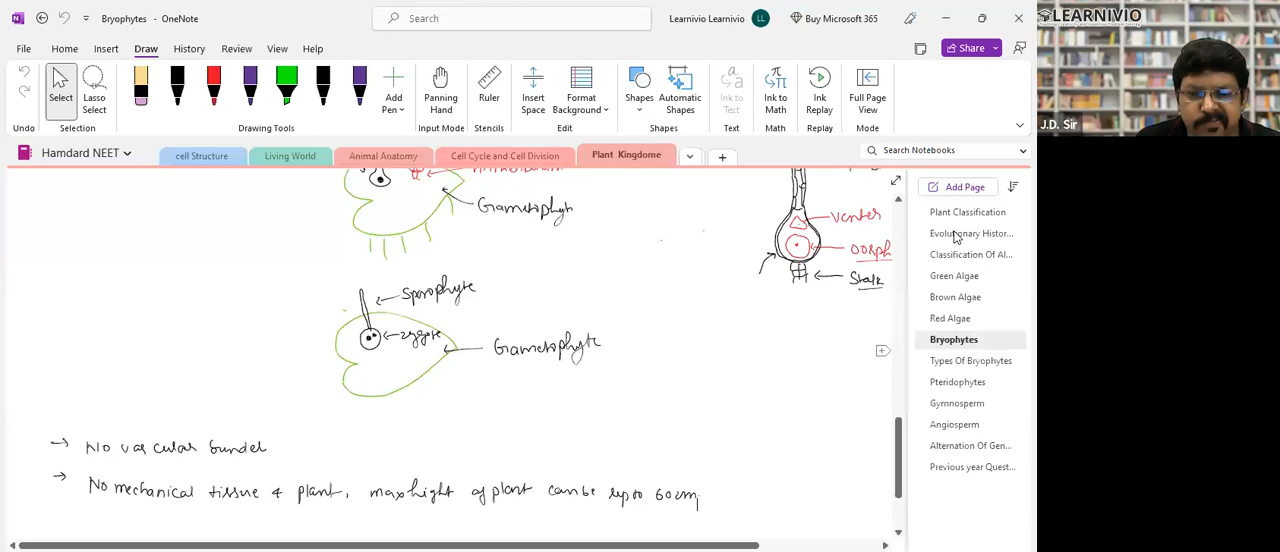 Bryophytes - OneNote
Search
Learnivio Learnivio
LL
Buy Microsoft 365
File Home Insert Draw History Review View Help
Share
Undo
Select
Lasso Select
Selection
Add Pen
Drawing Tools
Panning Hand
Input Mode
Ruler
Stencils
Insert Space
Format Background
Edit
Shapes
Automatic Shapes
Shapes
Ink to Text
Text
Ink to Math
Math
Ink Replay
Replay
Full Page View
Mode
Hamdard NEET
cell Structure
Living World
Animal Anatomy
Cell Cycle and Cell Division
Plant Kingdome
Search Notebooks
Add Page
Plant Classification
Evolutionary Histor...
Classification Of Al...
Green Algae
Brown Algae
Red Algae
Bryophytes
Types Of Bryophytes
Pteridophytes
Gymnosperm
Angiosperm
Alternation Of Gen...
Previous year Quest...
Gametophyt
venter
oosph
Stalk
Sporophyte
zygote
Gametophyte
→ No vascular bundel
→ No mechanical tissue & plant, max hight of plant can be upto 60cm
LEARNIVIO
J.D. Sir